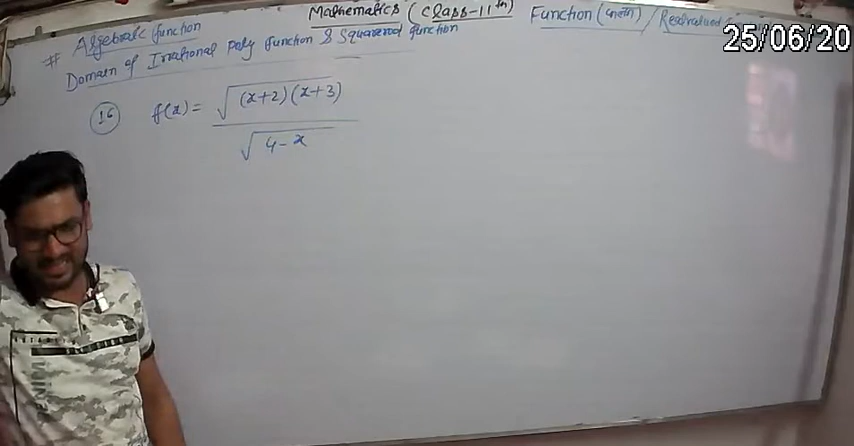 Mathematics (Class-11th) Function (फलन) / Realvalued
25/06/20
# Algebraic function
Domain of Irrational Poly function & Squareroot function
16 f(x) = √(x+2)(x+3) / √4-x